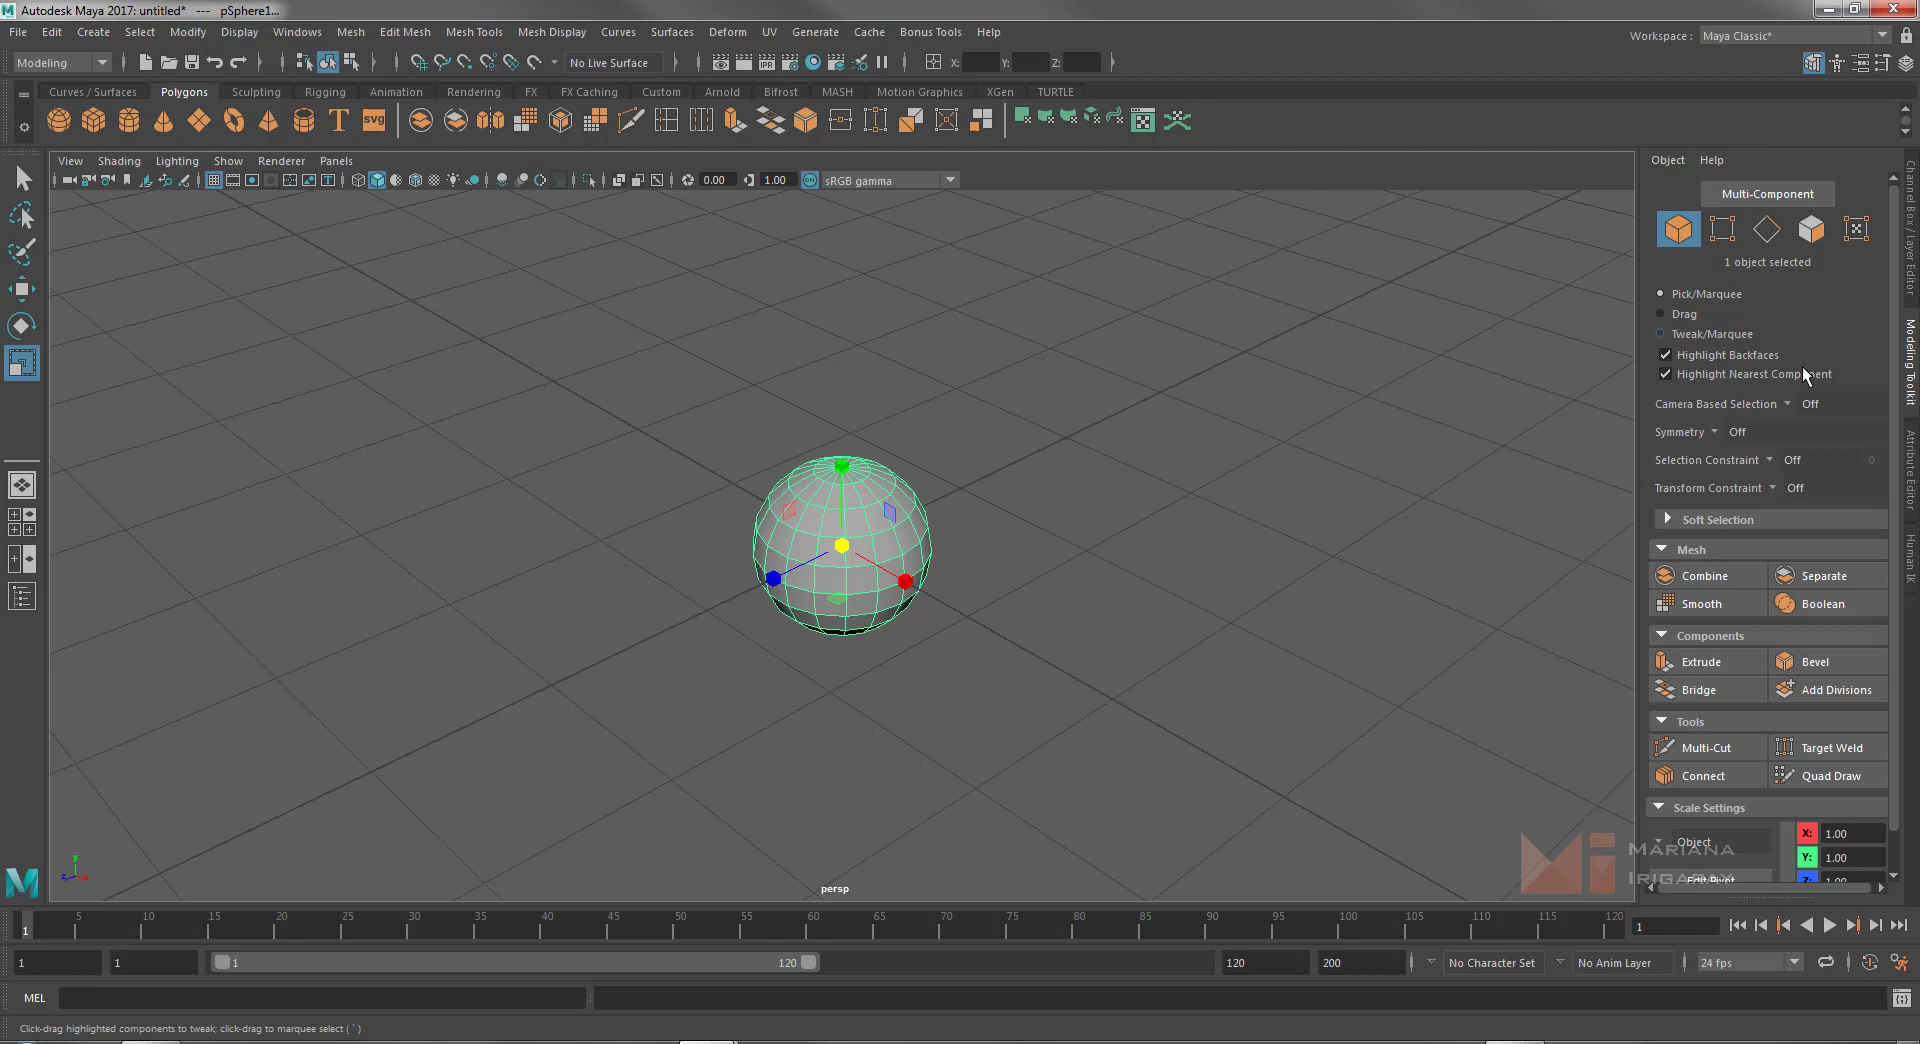 Autodesk Maya 2017: untitled*   ---   pSphere1...
File Edit Create Select Modify Display Windows Mesh Edit Mesh Mesh Tools Mesh Display Curves Surfaces Deform UV Generate Cache Bonus Tools Help
Workspace : Maya Classic*
Modeling No Live Surface X: Y: Z:
Curves / Surfaces Polygons Sculpting Rigging Animation Rendering FX FX Caching Custom Arnold Bifrost MASH Motion Graphics XGen TURTLE
T svg
View Shading Lighting Show Renderer Panels
0.00 1.00 ON sRGB gamma
Object Help
Multi-Component
1 object selected
Pick/Marquee
Drag
Tweak/Marquee
Highlight Backfaces
Highlight Nearest Component
Camera Based Selection Off
Symmetry Off
Selection Constraint Off 0
Transform Constraint Off
Soft Selection
Mesh
Combine Separate
Smooth Boolean
Components
Extrude Bevel
Bridge Add Divisions
Tools
Multi-Cut Target Weld
Connect Quad Draw
Scale Settings
Object X: 1.00
Y: 1.00
Edit Pivot Z: 1.00
MARIANA
IRIGARAY
Channel Box / Layer Editor
Modeling Toolkit
Attribute Editor
Human IK
y
z x
persp
5 10 15 20 25 30 35 40 45 50 55 60 65 70 75 80 85 90 95 100 105 110 115 120
1 1
1 1 1 120 120 200 No Character Set No Anim Layer 24 fps
MEL
Click-drag highlighted components to tweak; click-drag to marquee select ( ` )